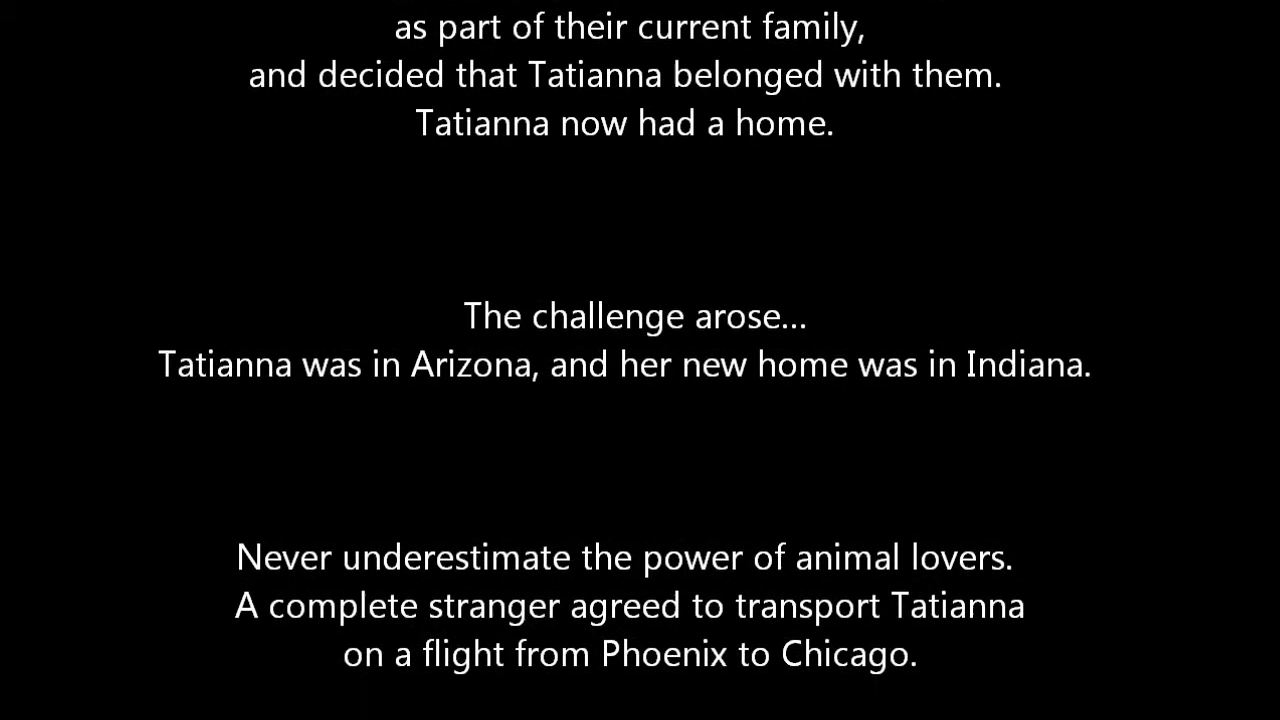 as part of their current family,
and decided that Tatianna belonged with them.
Tatianna now had a home.
The challenge arose...
Tatianna was in Arizona, and her new home was in Indiana.
Never underestimate the power of animal lovers.
A complete stranger agreed to transport Tatianna
on a flight from Phoenix to Chicago.